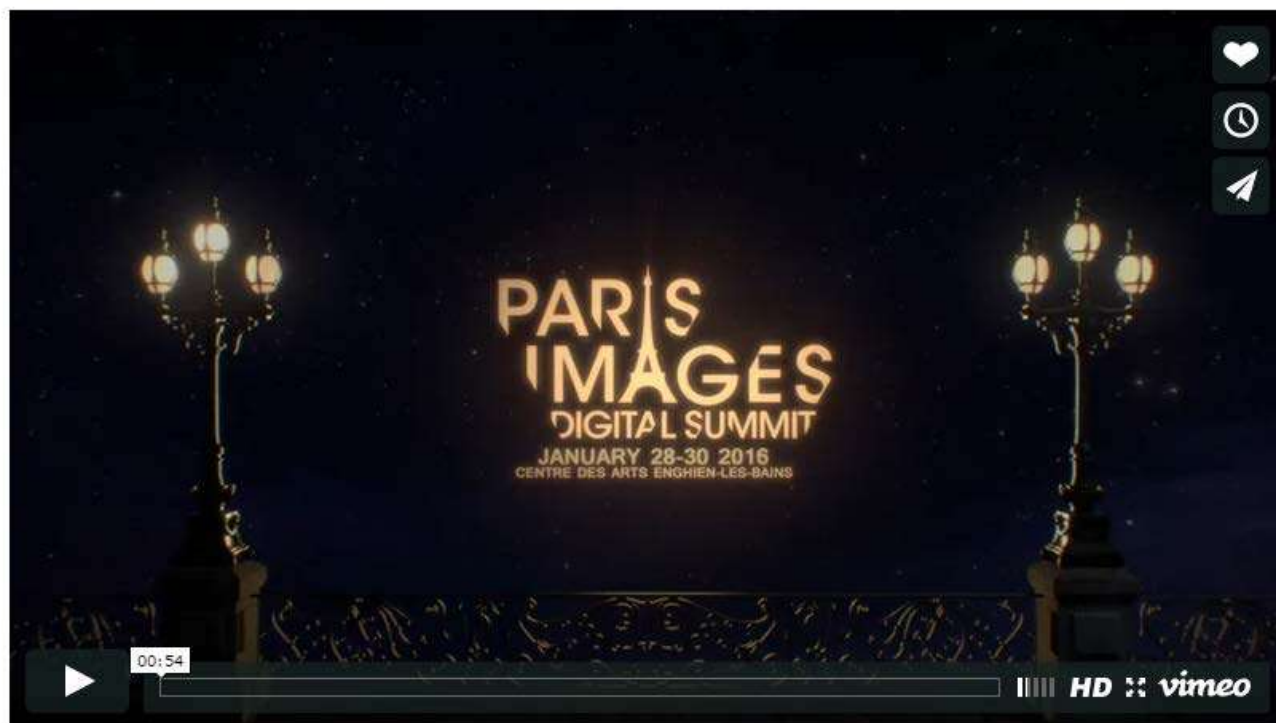 PARIS
IMAGES
DIGITAL SUMMIT
JANUARY 28-30 2016
CENTRE DES ARTS ENGHIEN-LES-BAINS
00:54
HD vimeo